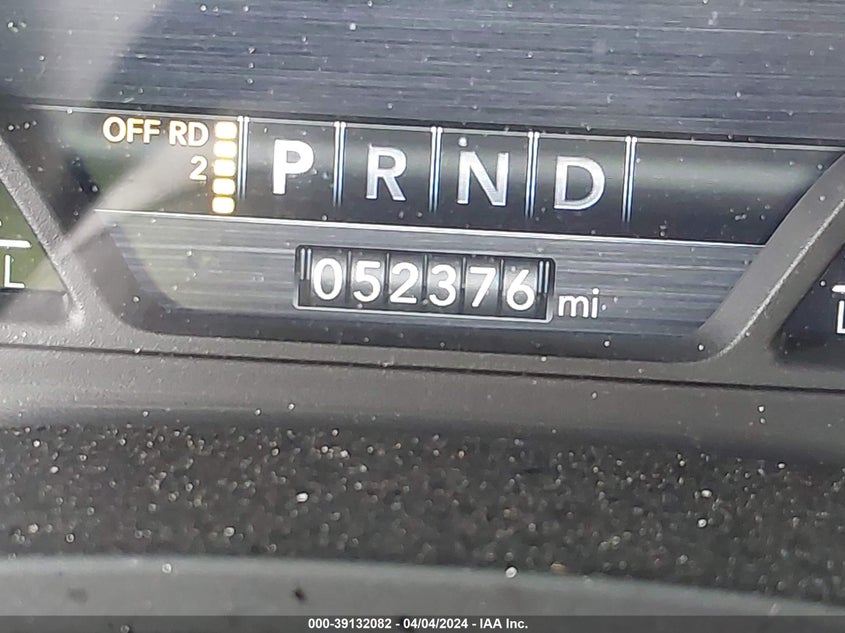 OFF RD
2
P R N D
L
052376 mi
L
000-39132082 - 04/04/2024 - IAA Inc.